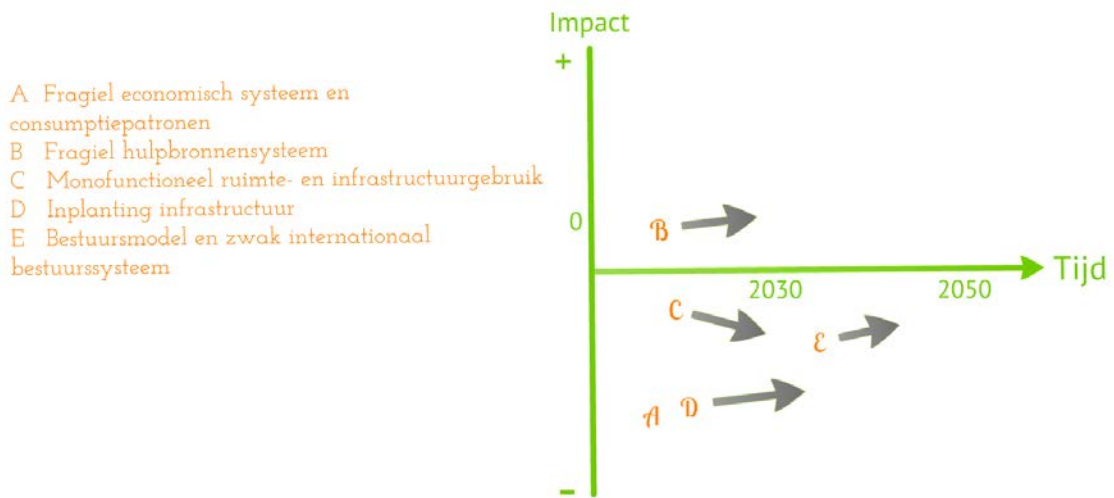 A Fragiel economisch systeem en
consumptiepatronen
B Fragiel hulpbronnensysteem
C Monofunctioneel ruimte- en infrastructuurgebruik
D Inplanting infrastructuur
E Bestuursmodel en zwak internationaal
bestuurssysteem
Impact
+
0
B
Tijd
2030 2050
C
E
A D
-